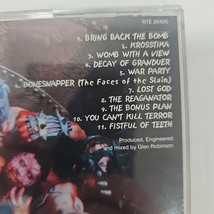 RTE 00426
1. BRING BACK THE BOMB
2. KROSSTIKA
3. WOMB WITH A VIEW
4. DECAY OF GRANDUER
5. WAR PARTY
6. BONESNAPPER (The Faces of the Slain)
7. LOST GOD
8. THE REAGANATOR
9. THE BONUS PLAN
10. YOU CAN'T KILL TERROR
11. FISTFUL OF TEETH
Produced, Engineered
and mixed by Glen Robinson